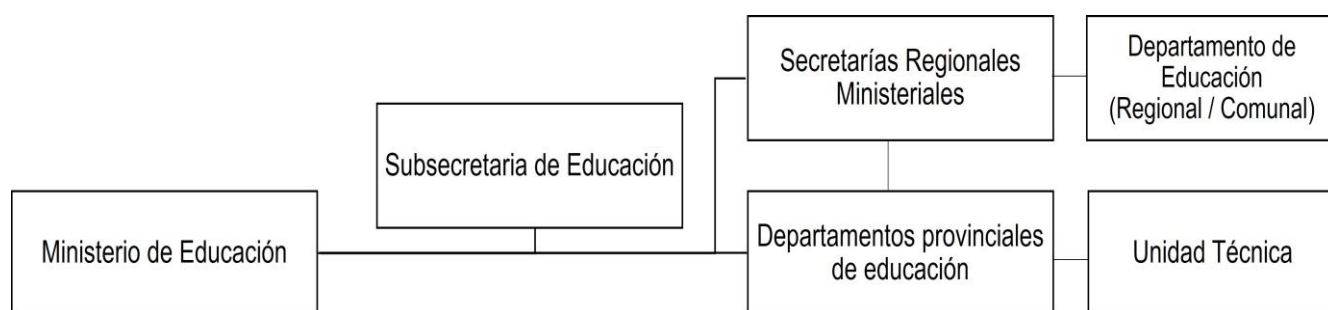 Secretarías Regionales
Ministeriales
Departamento de
Educación
(Regional / Comunal)
Subsecretaria de Educación
Ministerio de Educación
Departamentos provinciales
de educación
Unidad Técnica